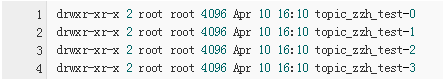 1 drwxr-xr-x 2 root root 4096 Apr 10 16:10 topic_zzh_test-0
2 drwxr-xr-x 2 root root 4096 Apr 10 16:10 topic_zzh_test-1
3 drwxr-xr-x 2 root root 4096 Apr 10 16:10 topic_zzh_test-2
4 drwxr-xr-x 2 root root 4096 Apr 10 16:10 topic_zzh_test-3